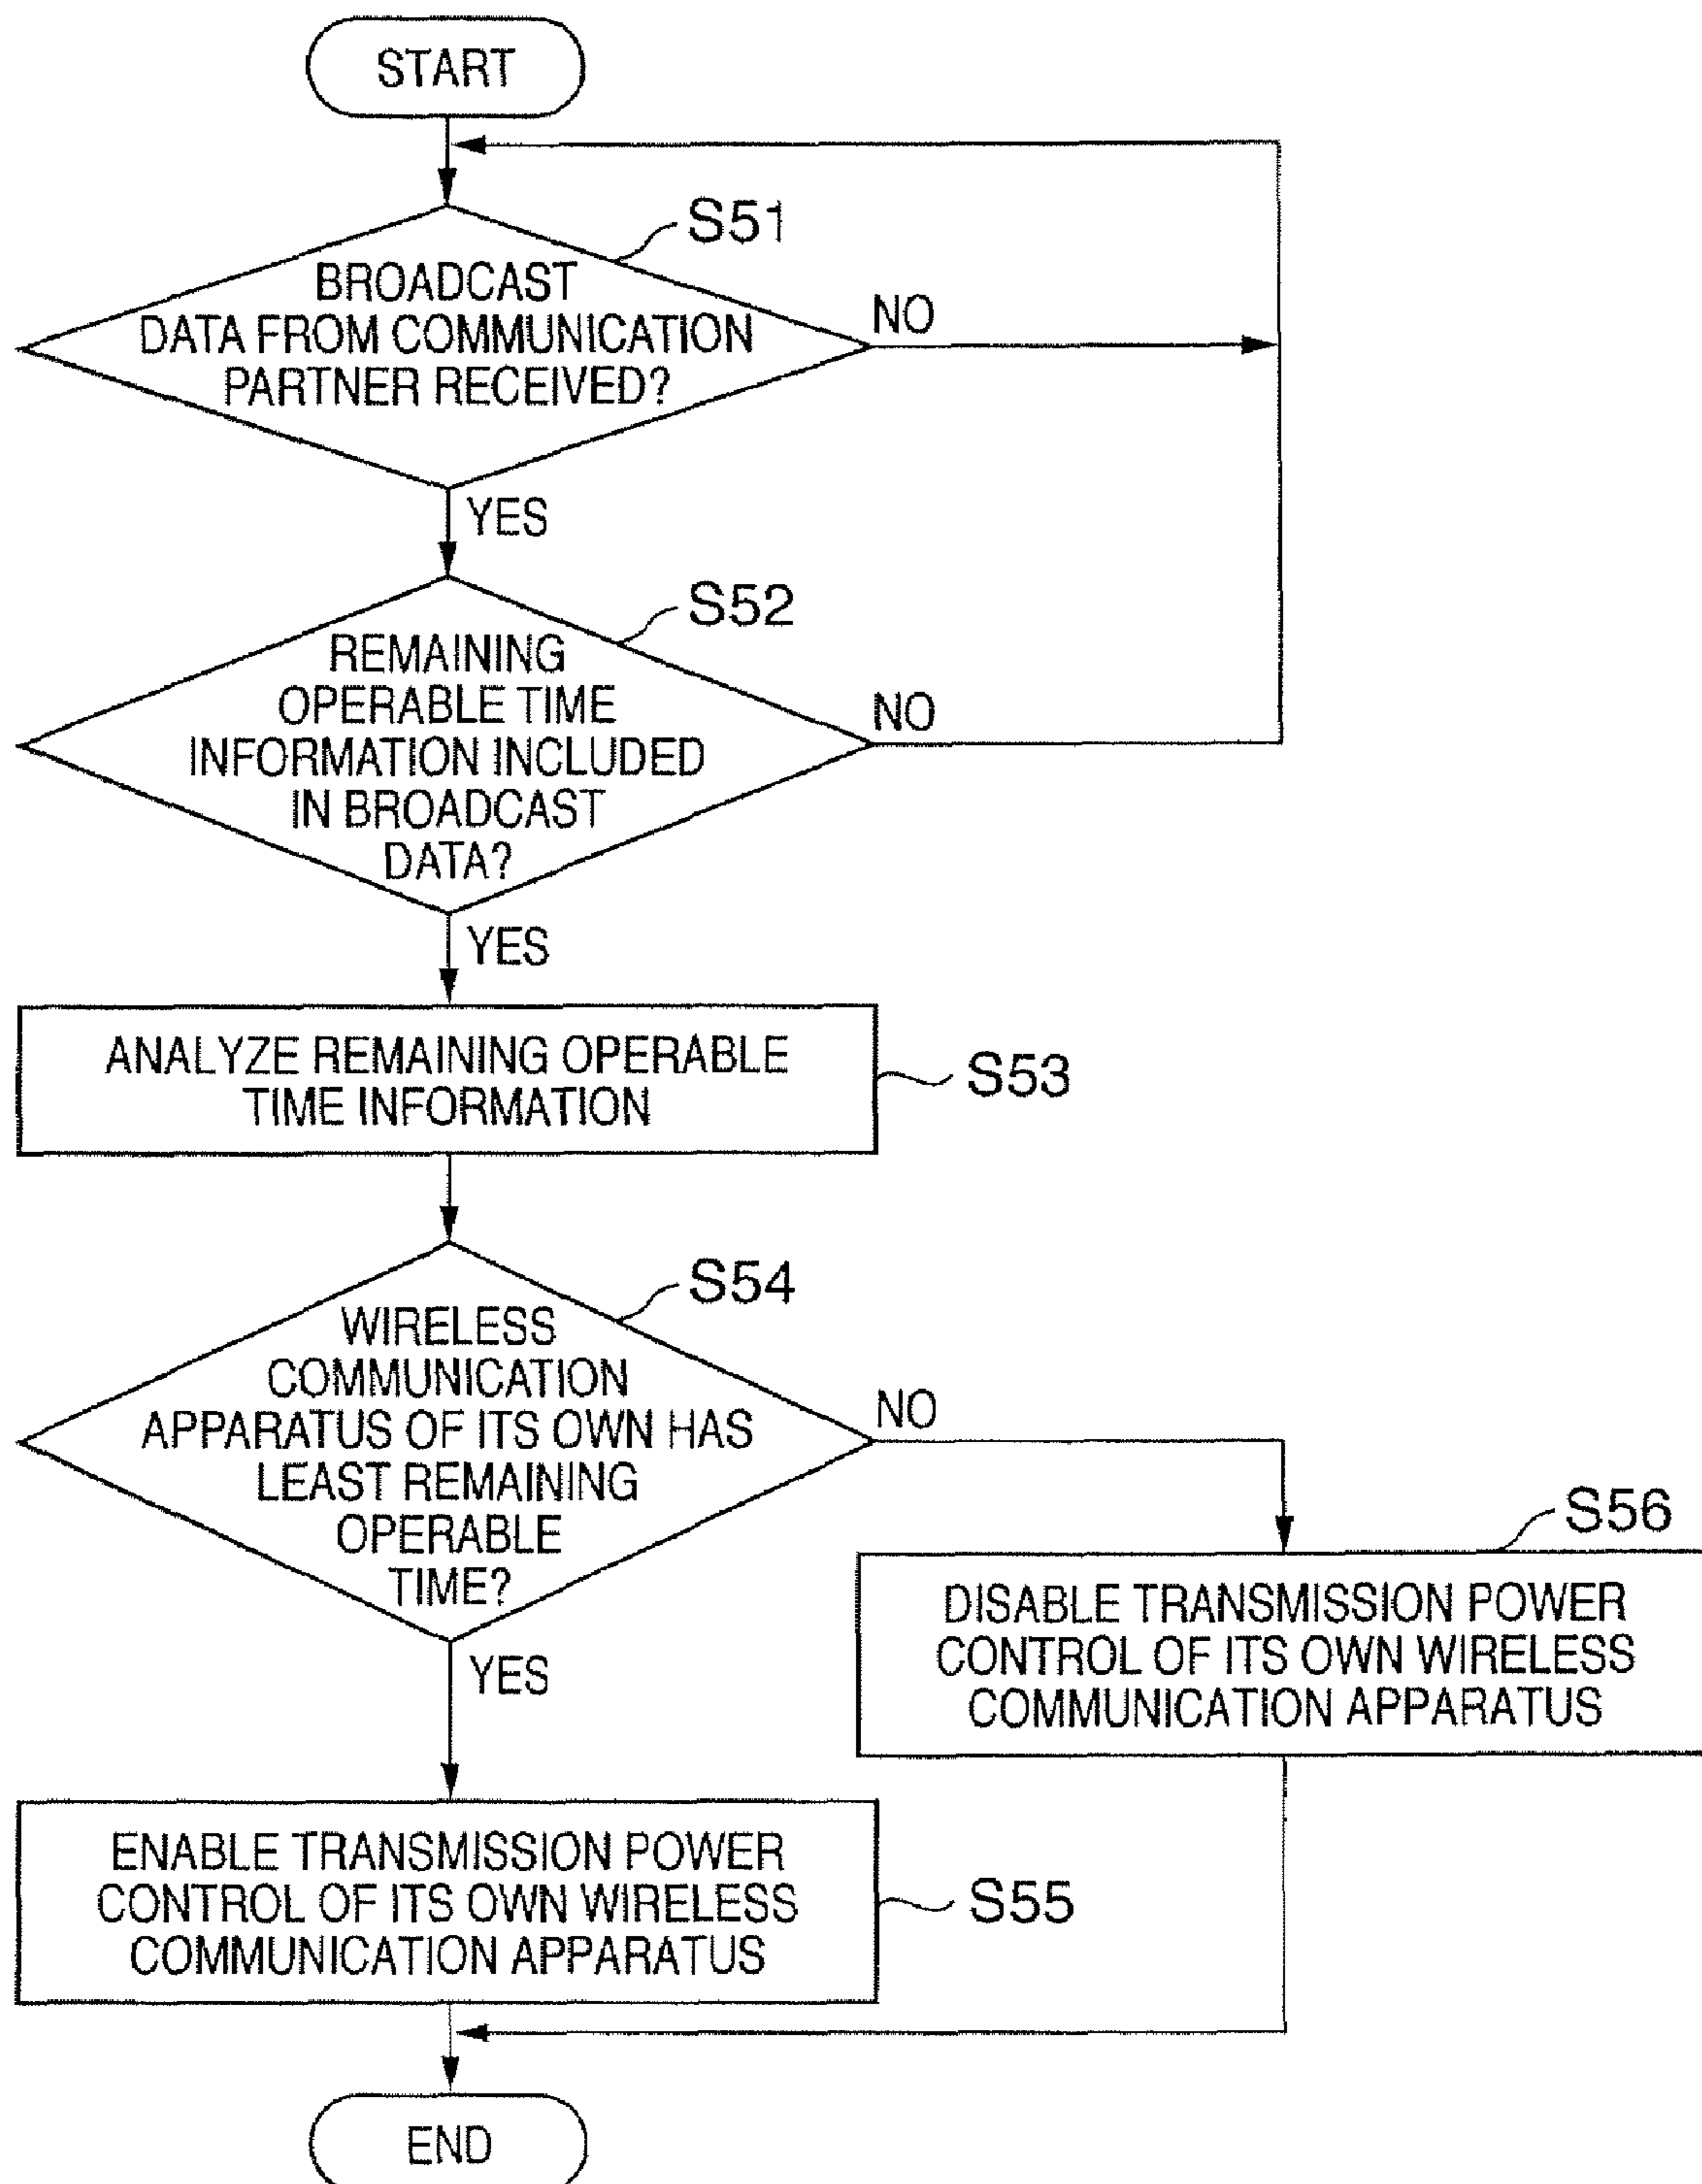 START
S51
BROADCAST
DATA FROM COMMUNICATION
PARTNER RECEIVED?
NO
YES
S52
REMAINING
OPERABLE TIME
INFORMATION INCLUDED
IN BROADCAST
DATA?
NO
YES
ANALYZE REMAINING OPERABLE
TIME INFORMATION
S53
S54
WIRELESS
COMMUNICATION
APPARATUS OF ITS OWN HAS
LEAST REMAINING
OPERABLE
TIME?
NO
YES
S56
DISABLE TRANSMISSION POWER
CONTROL OF ITS OWN WIRELESS
COMMUNICATION APPARATUS
ENABLE TRANSMISSION POWER
CONTROL OF ITS OWN WIRELESS
COMMUNICATION APPARATUS
S55
END